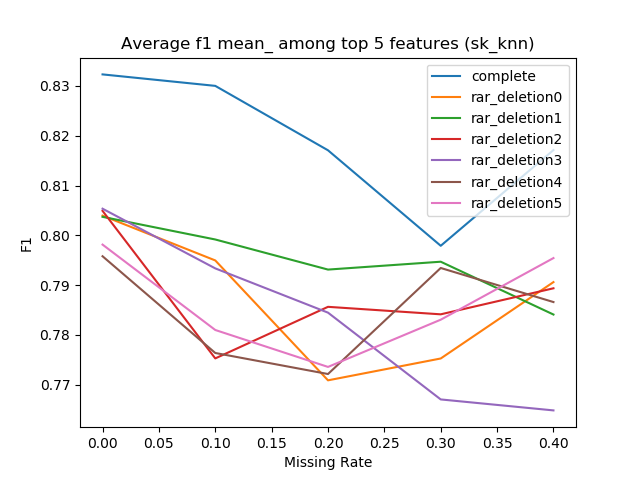 Average f1 mean_ among top 5 features (sk_knn)
complete
rar_deletion0
rar_deletion1
rar_deletion2
rar_deletion3
rar_deletion4
rar_deletion5
F1
0.83
0.82
0.81
0.80
0.79
0.78
0.77
0.00 0.05 0.10 0.15 0.20 0.25 0.30 0.35 0.40
Missing Rate